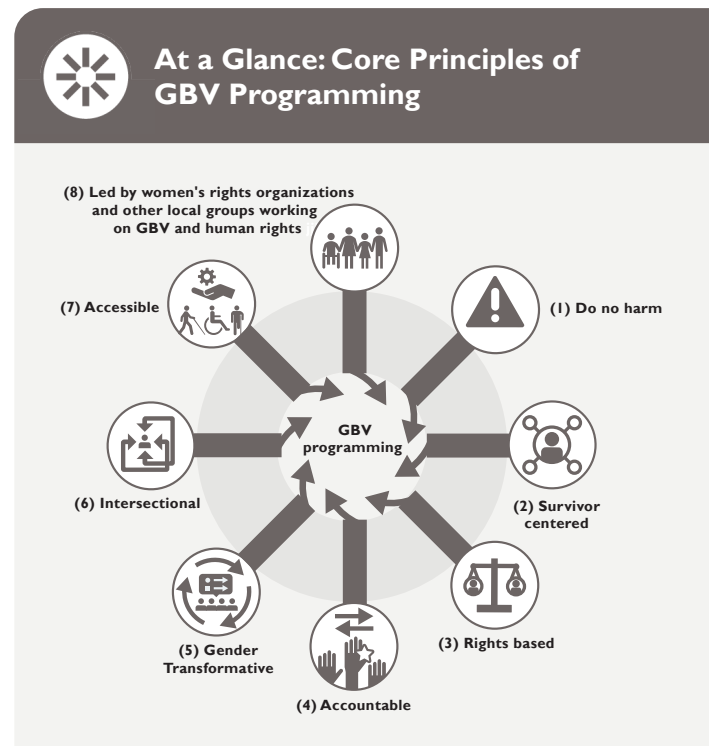 At a Glance: Core Principles of
GBV Programming
(8) Led by women's rights organizations
and other local groups working
on GBV and human rights
(7) Accessible
(1) Do no harm
GBV
programming
(6) Intersectional
(2) Survivor
centered
(5) Gender
Transformative
(3) Rights based
(4) Accountable